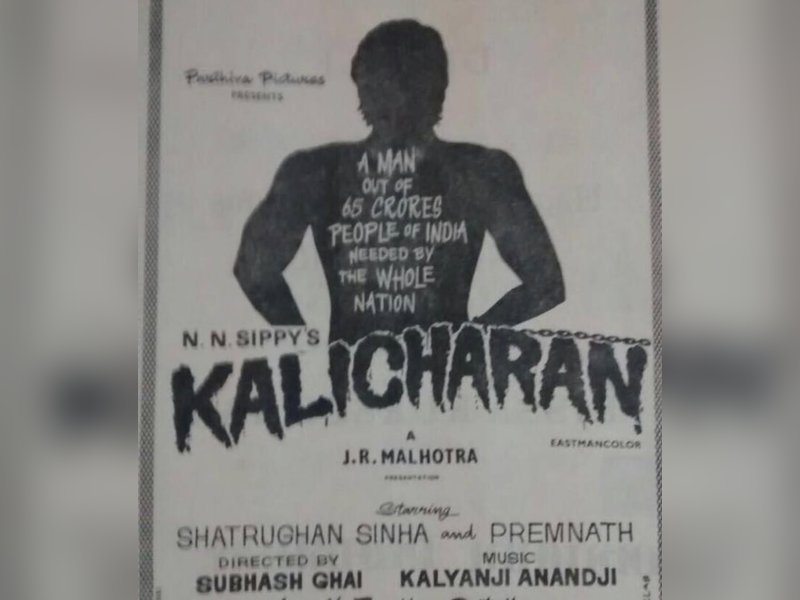 Parthiva Pictures
PRESENTS
A MAN
OUT OF
65 CRORES
PEOPLE OF INDIA
NEEDED BY
THE WHOLE
NATION
N. N. SIPPY'S
KALICHARAN
EASTMANCOLOR
A
J.R. MALHOTRA
PRESENTATION
Starring
SHATRUGHAN SINHA and PREMNATH
DIRECTED BY MUSIC
SUBHASH GHAI KALYANJI ANANDJI